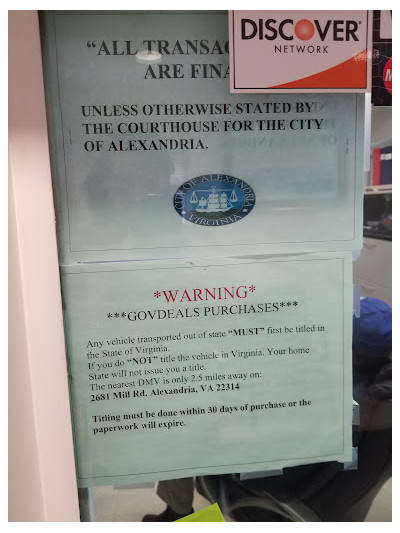 DISCOVER
NETWORK
“ALL
ARE
UNLESS OTHERWISE STATED BY
THE COURTHOUSE FOR THE CITY
OF ALEXANDRIA.
CITY OF ALEXANDRIA
VIRGINIA
*WARNING*
***GOVDEALS PURCHASES***
Any vehicle transported out of state “MUST” first be titled in
the State of Virginia.
If you do “NOT” title the vehicle in Virginia. Your home
State will not issue you a title.
The nearest DMV is only 2.5 miles away on:
2681 Mill Rd. Alexandria, VA 22314
Titling must be done within 30 days of purchase or the
paperwork will expire.